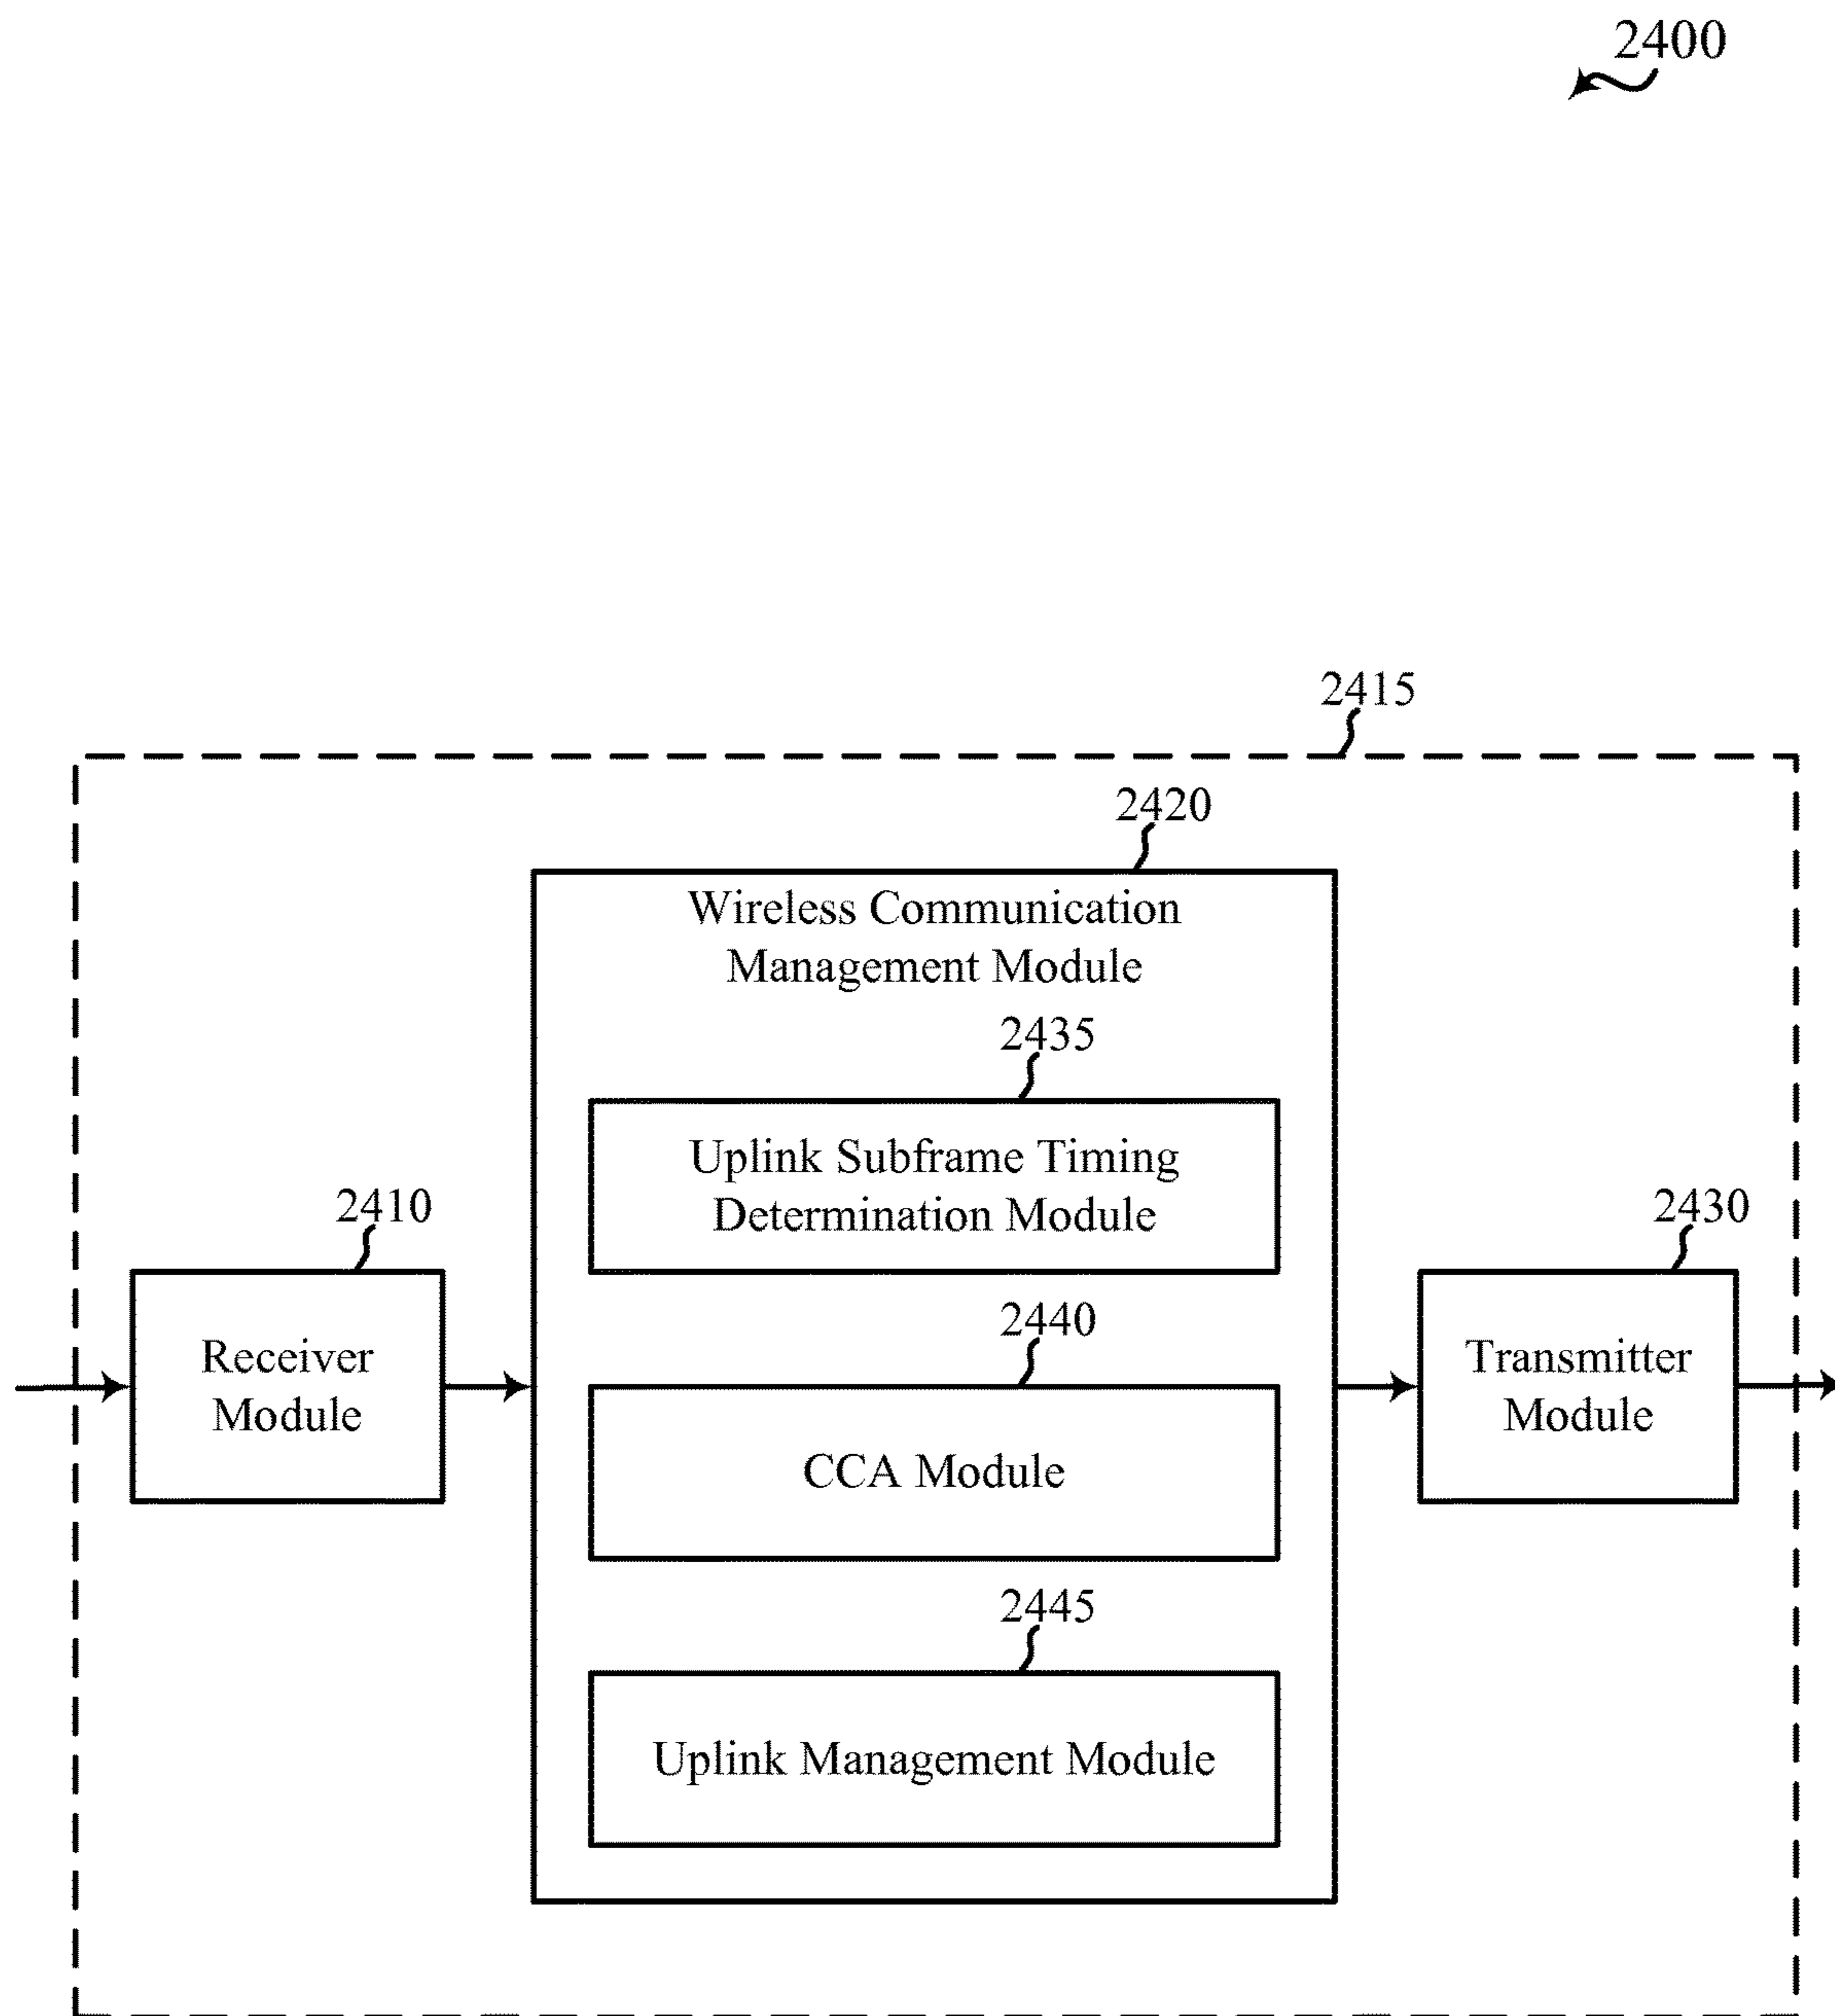 2400
2415
2420
Wireless Communication
Management Module
2435
Uplink Subframe Timing
Determination Module
2410
Receiver
Module
2440
CCA Module
2430
Transmitter
Module
2445
Uplink Management Module